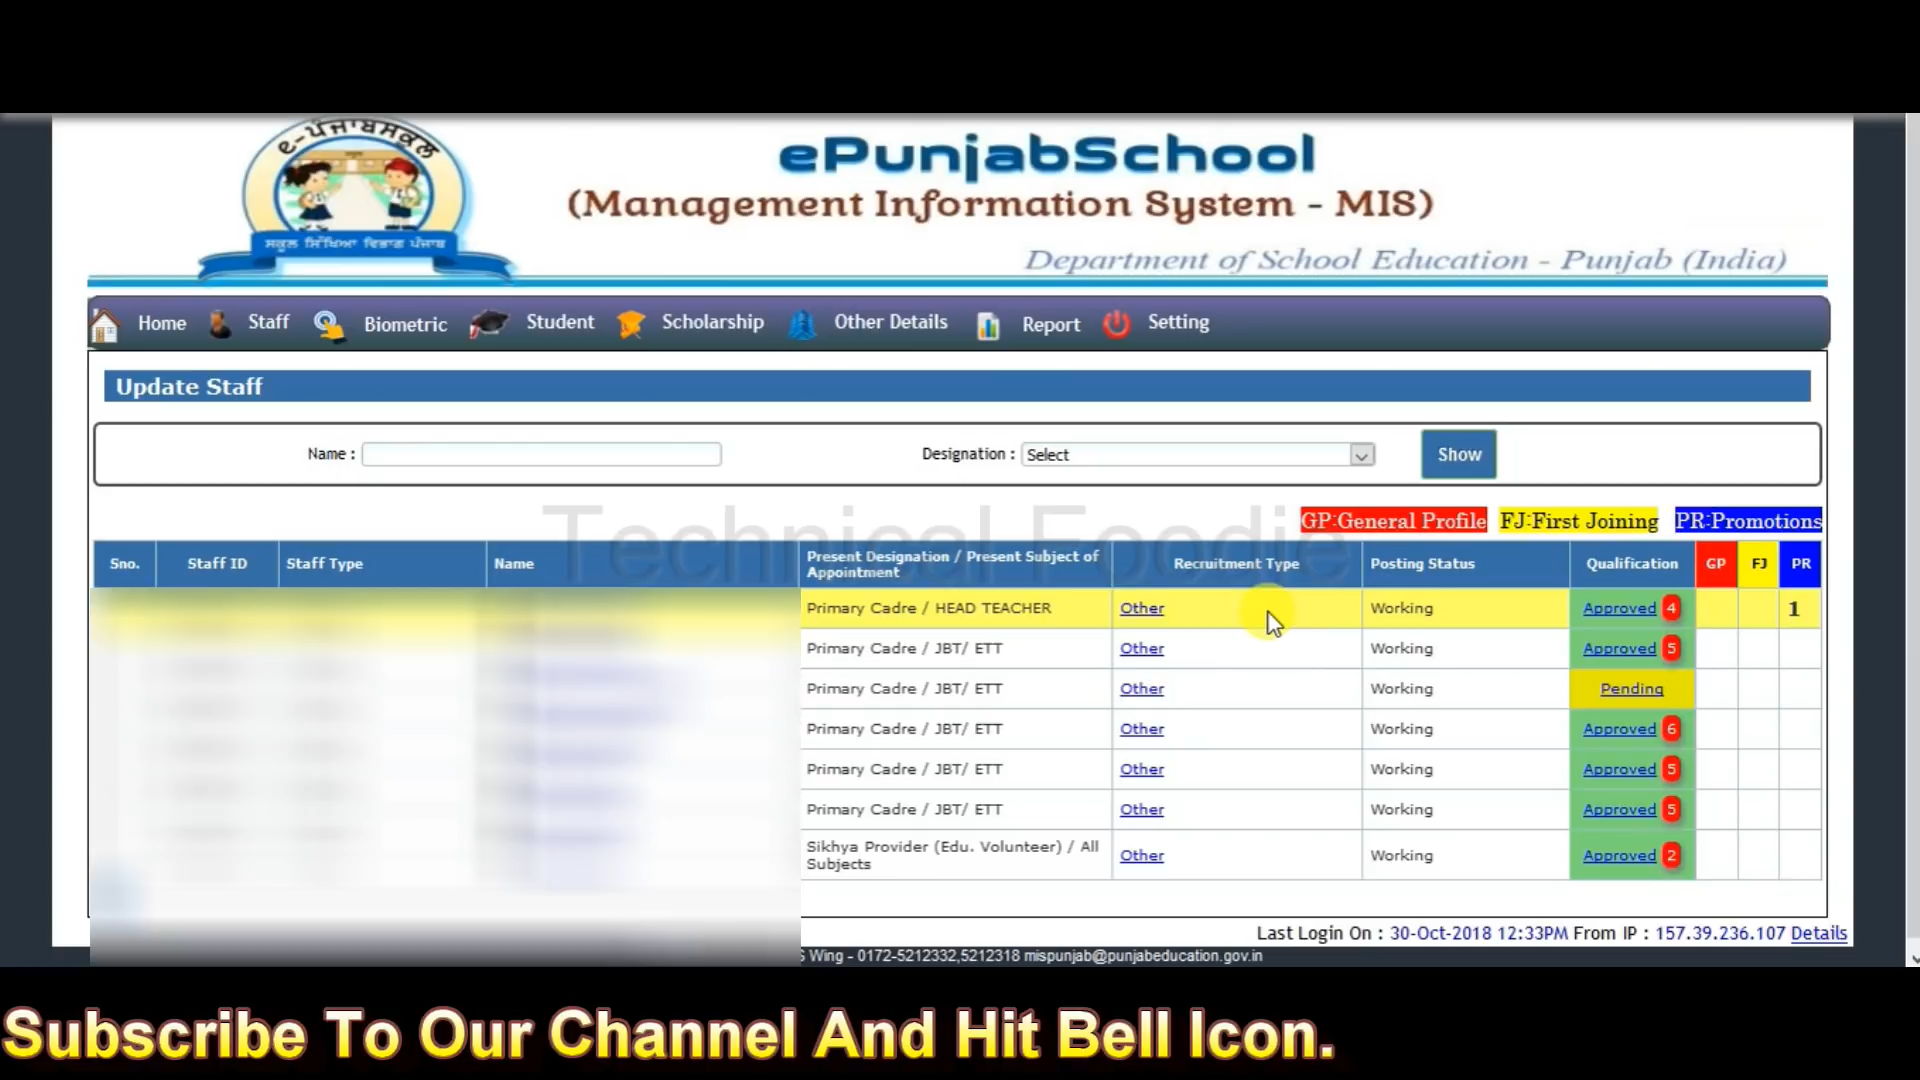 ੲ-ਪੰਜਾਬਸਕੂਲ
ਸਕੂਲ ਸਿੱਖਿਆ ਵਿਭਾਗ ਪੰਜਾਬ
ePunjabSchool
(Management Information System - MIS)
Department of School Education - Punjab (India)
Home Staff Biometric Student Scholarship Other Details Report Setting
Update Staff
Name : Designation : Select Show
Technical Foodie
GP:General Profile FJ:First Joining PR:Promotions
Sno. Staff ID Staff Type Name Present Designation / Present Subject of Appointment Recruitment Type Posting Status Qualification GP FJ PR
Primary Cadre / HEAD TEACHER Other Working Approved 4 1
Primary Cadre / JBT/ ETT Other Working Approved 5
Primary Cadre / JBT/ ETT Other Working Pending
Primary Cadre / JBT/ ETT Other Working Approved 6
Primary Cadre / JBT/ ETT Other Working Approved 5
Primary Cadre / JBT/ ETT Other Working Approved 5
Sikhya Provider (Edu. Volunteer) / All Subjects Other Working Approved 2
Last Login On : 30-Oct-2018 12:33PM From IP : 157.39.236.107 Details
Wing - 0172-5212332,5212318 mispunjab@punjabeducation.gov.in
Subscribe To Our Channel And Hit Bell Icon.